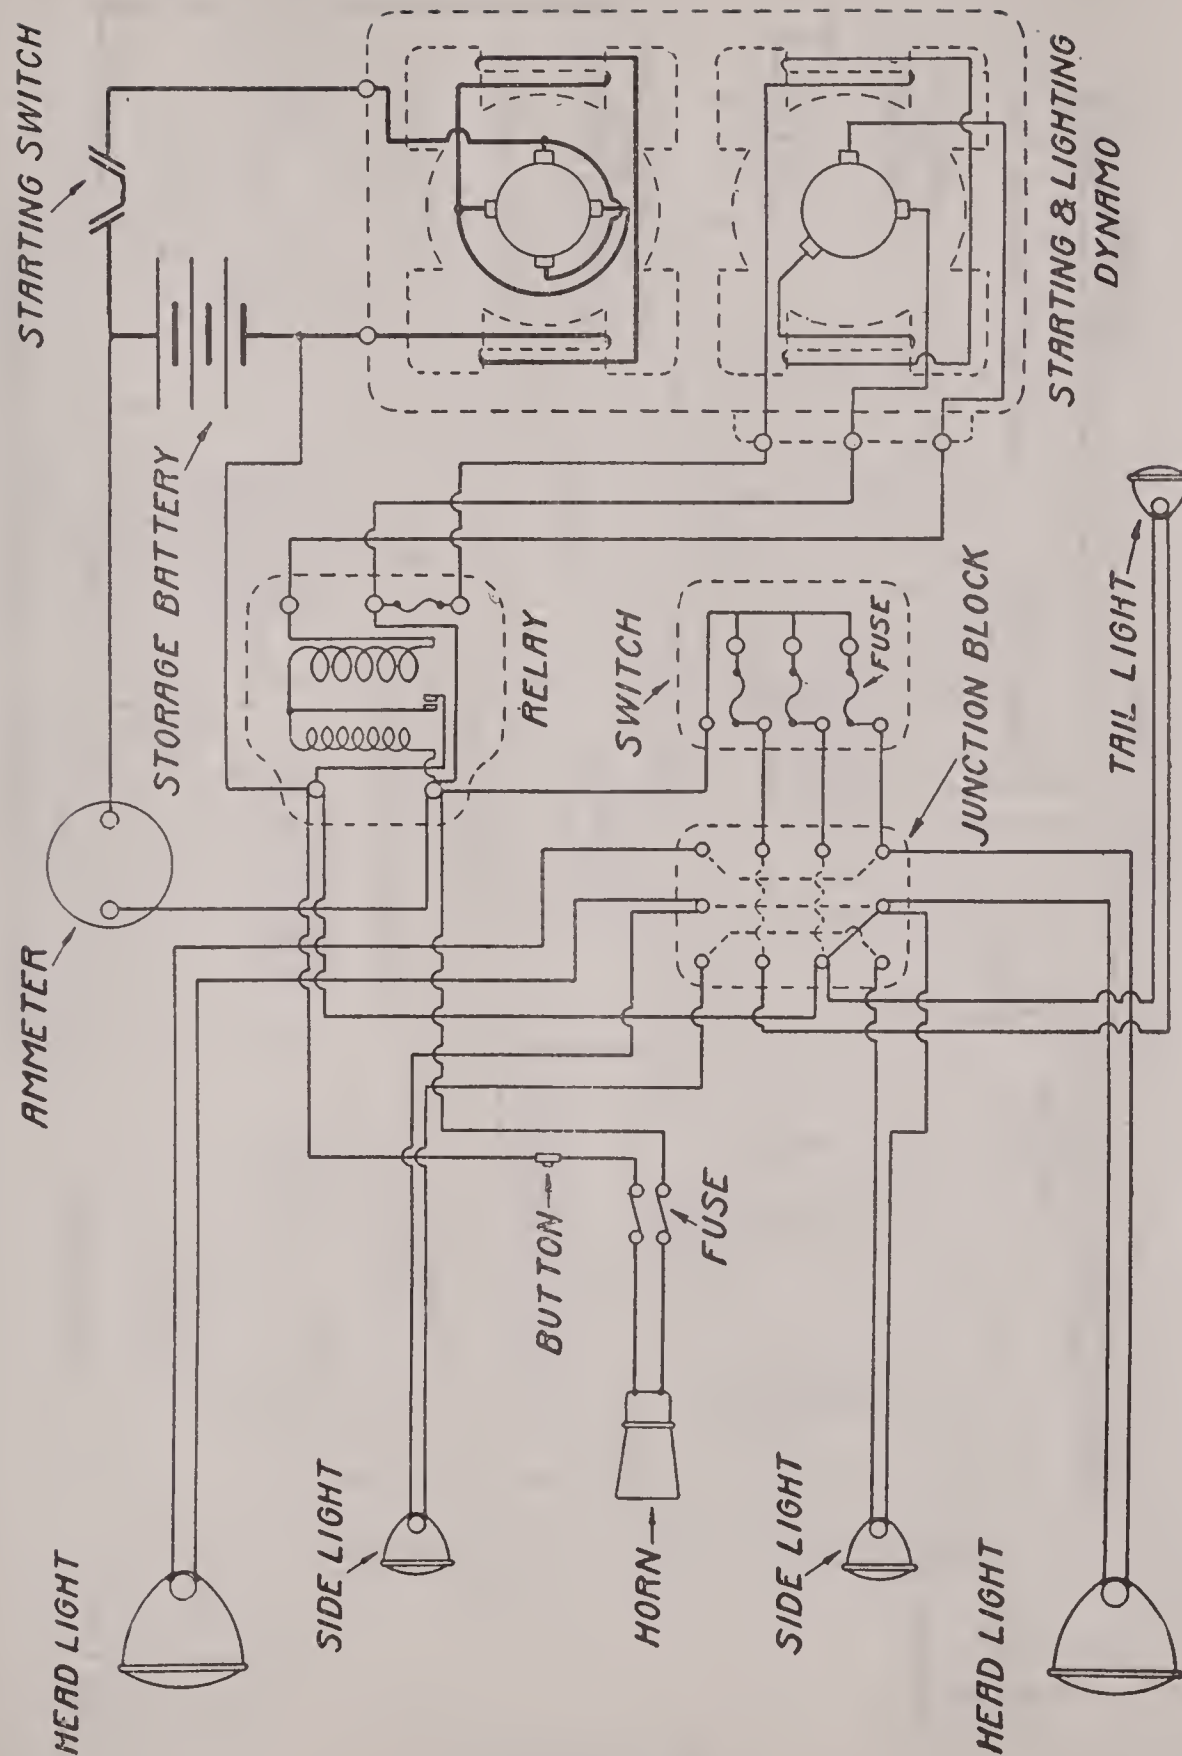 STARTING SWITCH
STORAGE BATTERY
AMMETER
HEAD LIGHT
STARTING & LIGHTING
DYNAMO
RELAY
SWITCH
FUSE
JUNCTION BLOCK
TAIL LIGHT
SIDE LIGHT
BUTTON
FUSE
HORN
SIDE LIGHT
HEAD LIGHT